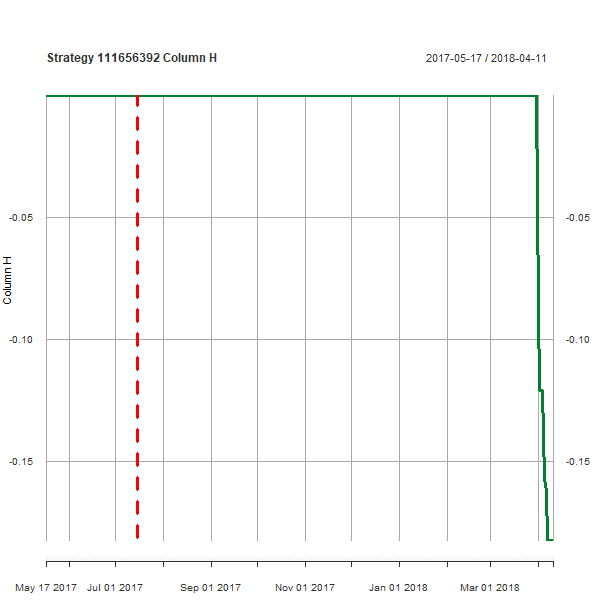 Strategy 111656392 Column H
2017-05-17 / 2018-04-11
-0.05 -0.05
Column H
-0.10 -0.10
-0.15 -0.15
May 17 2017 Jul 01 2017 Sep 01 2017 Nov 01 2017 Jan 01 2018 Mar 01 2018